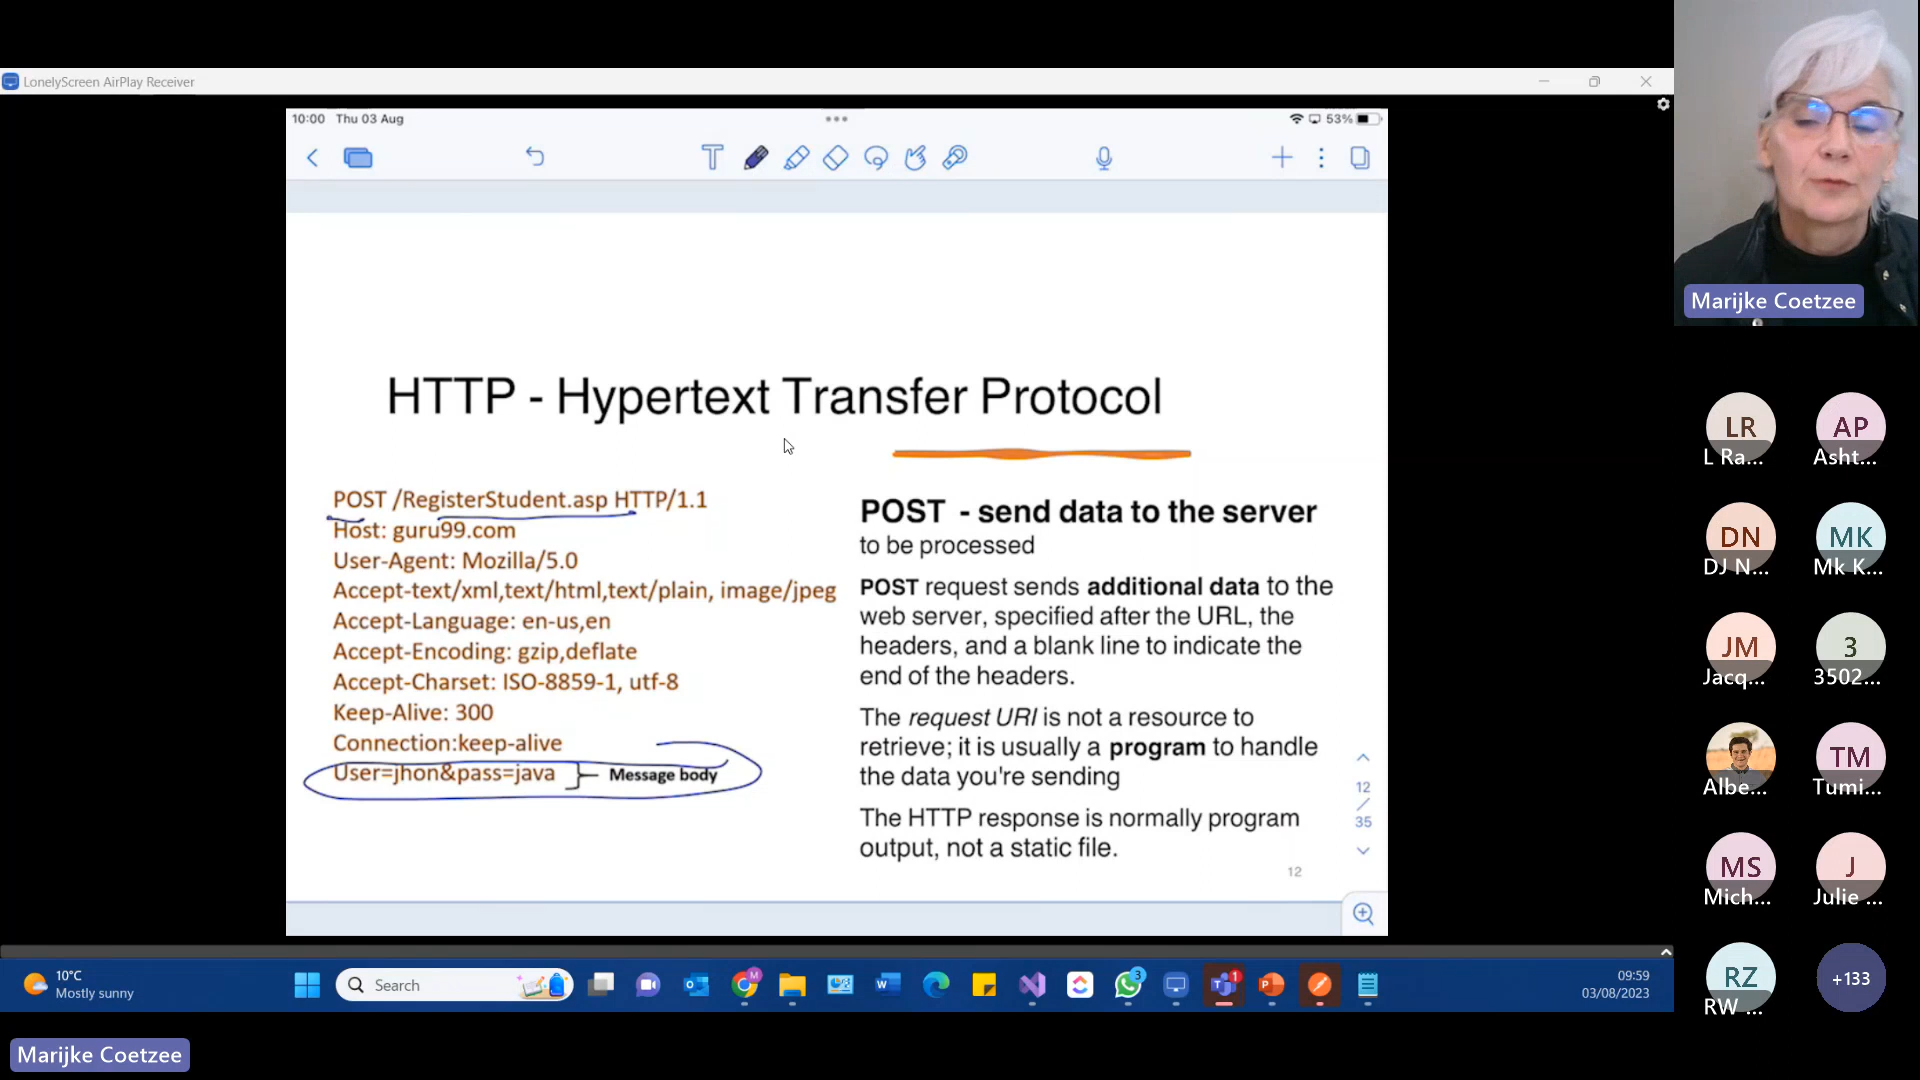 LonelyScreen AirPlay Receiver
10:00 Thu 03 Aug
53%
HTTP - Hypertext Transfer Protocol
POST /RegisterStudent.asp HTTP/1.1
Host: guru99.com
User-Agent: Mozilla/5.0
Accept-text/xml,text/html,text/plain, image/jpeg
Accept-Language: en-us,en
Accept-Encoding: gzip,deflate
Accept-Charset: ISO-8859-1, utf-8
Keep-Alive: 300
Connection:keep-alive
User=jhon&pass=java
Message body
POST - send data to the server
to be processed
POST request sends additional data to the
web server, specified after the URL, the
headers, and a blank line to indicate the
end of the headers.
The request URI is not a resource to
retrieve; it is usually a program to handle
the data you're sending
The HTTP response is normally program
output, not a static file.
12
12
/
35
Marijke Coetzee
LR
L Ra...
AP
Asht...
DN
DJ N...
MK
Mk K...
JM
Jacq...
3
3502...
Albe...
TM
Tumi...
MS
Mich...
J
Julie ...
RZ
RW ...
+133
10°C
Mostly sunny
Search
M
3
1
09:59
03/08/2023
Marijke Coetzee